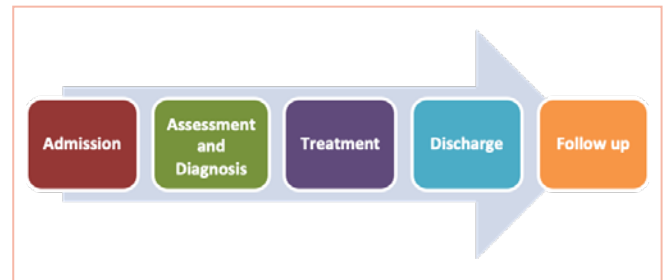 Admission
Assessment
and
Diagnosis
Treatment
Discharge
Follow up